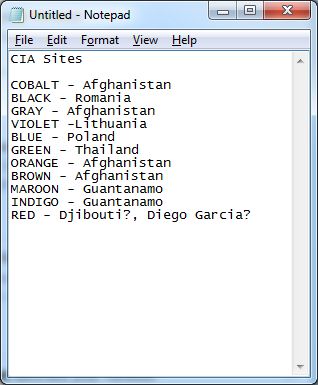 Untitled - Notepad
File Edit Format View Help
CIA Sites
COBALT - Afghanistan
BLACK - Romania
GRAY - Afghanistan
VIOLET -Lithuania
BLUE - Poland
GREEN - Thailand
ORANGE - Afghanistan
BROWN - Afghanistan
MAROON - Guantanamo
INDIGO - Guantanamo
RED - Djibouti?, Diego Garcia?